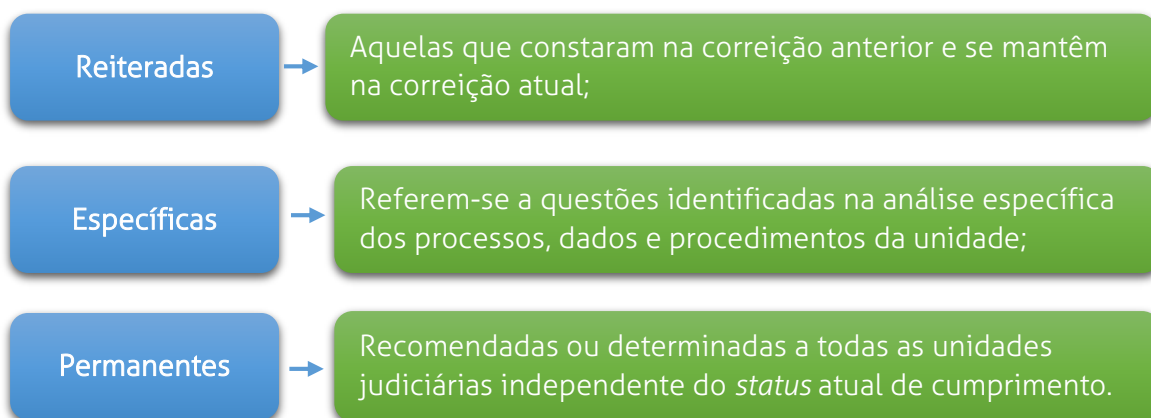 Reiteradas
Aquelas que constaram na correição anterior e se mantêm
na correição atual;
Específicas
Referem-se a questões identificadas na análise específica
dos processos, dados e procedimentos da unidade;
Permanentes
Recomendadas ou determinadas a todas as unidades
judiciárias independente do status atual de cumprimento.